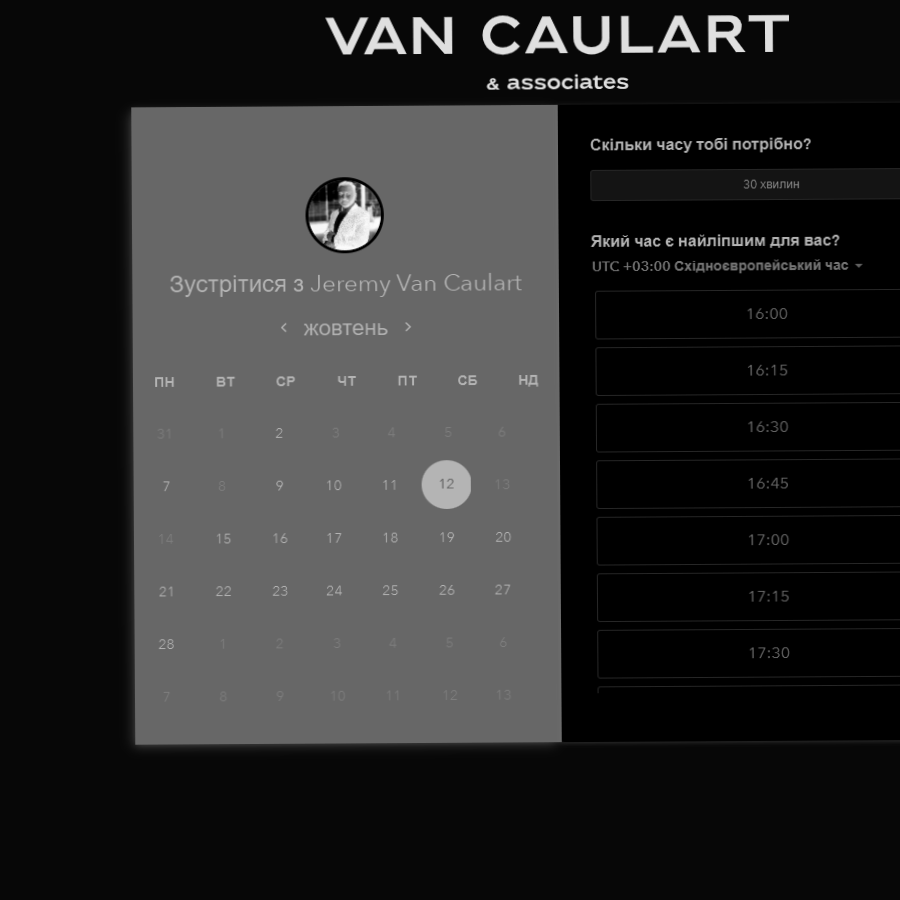 VAN CAULART
& associates
Зустрітися з Jeremy Van Caulart
жовтень
ПН ВТ СР ЧТ ПТ СБ НД
31 1 2 3 4 5 6
7 8 9 10 11 12 13
14 15 16 17 18 19 20
21 22 23 24 25 26 27
28 1 2 3 4 5 6
7 8 9 10 11 12 13
Скільки часу тобі потрібно?
30 хвилин
Який час є найліпшим для вас?
UTC +03:00 Східноєвропейський час
16:00
16:15
16:30
16:45
17:00
17:15
17:30